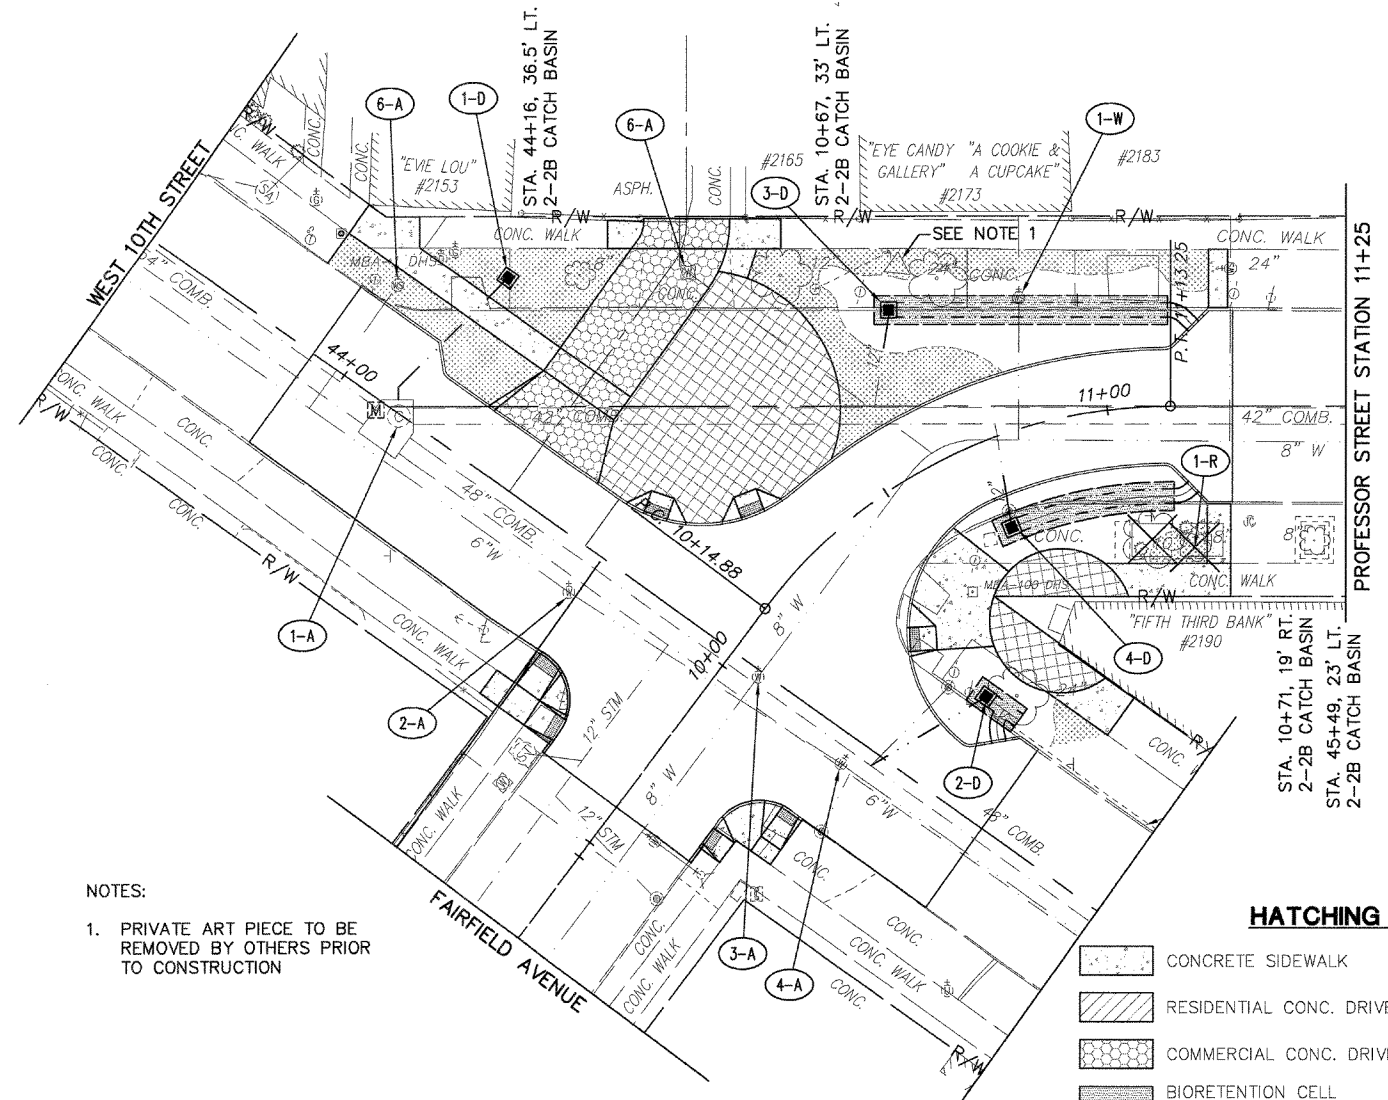 STA. 44+16, 36.5' LT.
2-2B CATCH BASIN
STA. 10+67, 33' LT.
2-2B CATCH BASIN
6-A
1-D
6-A
1-W
3-D
R/W
CONC.
CONC.
"EVIE LOU"
#2153
ASPH.
CONC.
#2165
"EYE CANDY
GALLERY"
"A COOKIE &
A CUPCAKE"
#2173
#2183
R/W
R/W
R/W
WEST 10TH STREET
CONC. WALK
SEE NOTE 1
CONC. WALK
24"
24"
8"
CONC.
CONC.
P.T. 11+13.25
PROFESSOR STREET STATION 11+25
44+00
11+00
42" COMB.
42" COMB.
8" W
M
C
1-R
R/W
CONC. WALK
CONC.
CONC.
CONC.
48" COMB.
6" W
10+14.88
CONC.
CONC. WALK
R/W
R/W
"FIFTH THIRD BANK"
#2190
1-A
CONC. WALK
2-A
10+00
8" W
4-D
STA. 10+71, 19' RT.
2-2B CATCH BASIN
STA. 45+49, 23' LT.
2-2B CATCH BASIN
12" STM
CONC.
2-D
8" W
6" W
48" COMB.
12" STM
CONC. WALK
CONC.
FAIRFIELD AVENUE
CONC.
CONC. WALK
3-A
4-A
CONC.
CONC. WALK
CONC.
R/W
NOTES:
1. PRIVATE ART PIECE TO BE
REMOVED BY OTHERS PRIOR
TO CONSTRUCTION
HATCHING
CONCRETE SIDEWALK
RESIDENTIAL CONC. DRIVE
COMMERCIAL CONC. DRIVE
BIORETENTION CELL